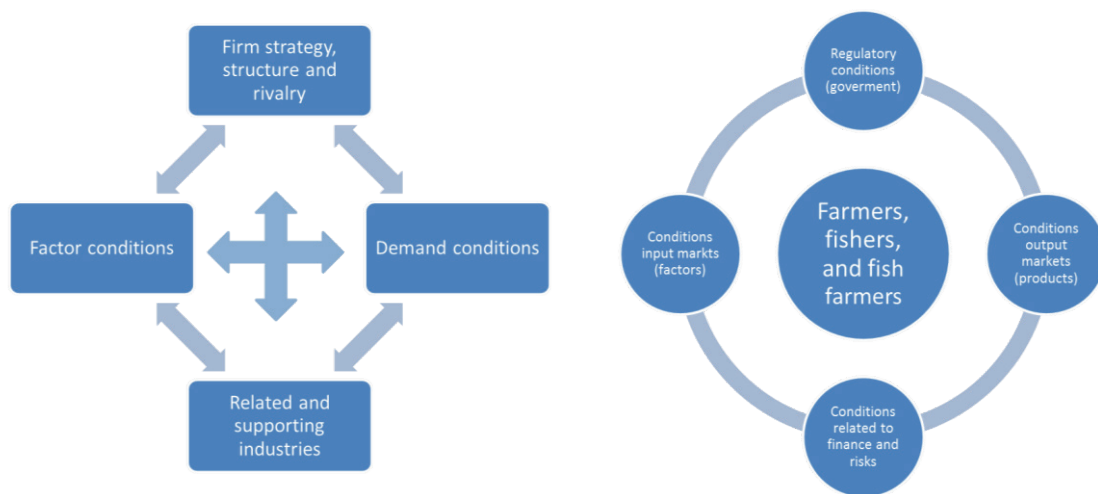 Firm strategy,
structure and
rivalry
Factor conditions
Demand conditions
Related and
supporting
industries
Regulatory
conditions
(goverment)
Conditions
input markts
(factors)
Farmers,
fishers,
and fish
farmers
Conditions
output
markets
(products)
Conditions
related to
finance and
risks